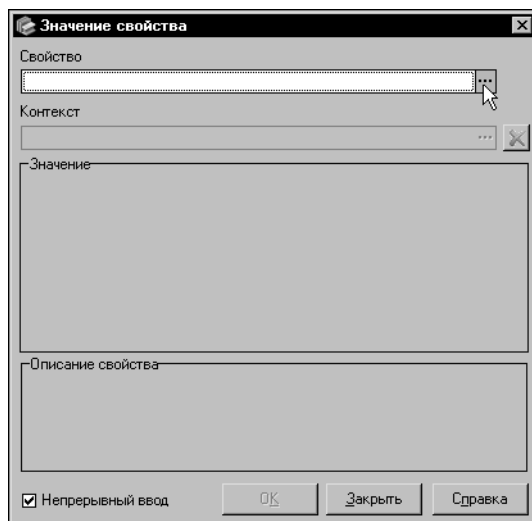 Значение свойства
Свойство
...
Контекст
...
Значение
Описание свойства
Непрерывный ввод
OK
Закрыть
Справка